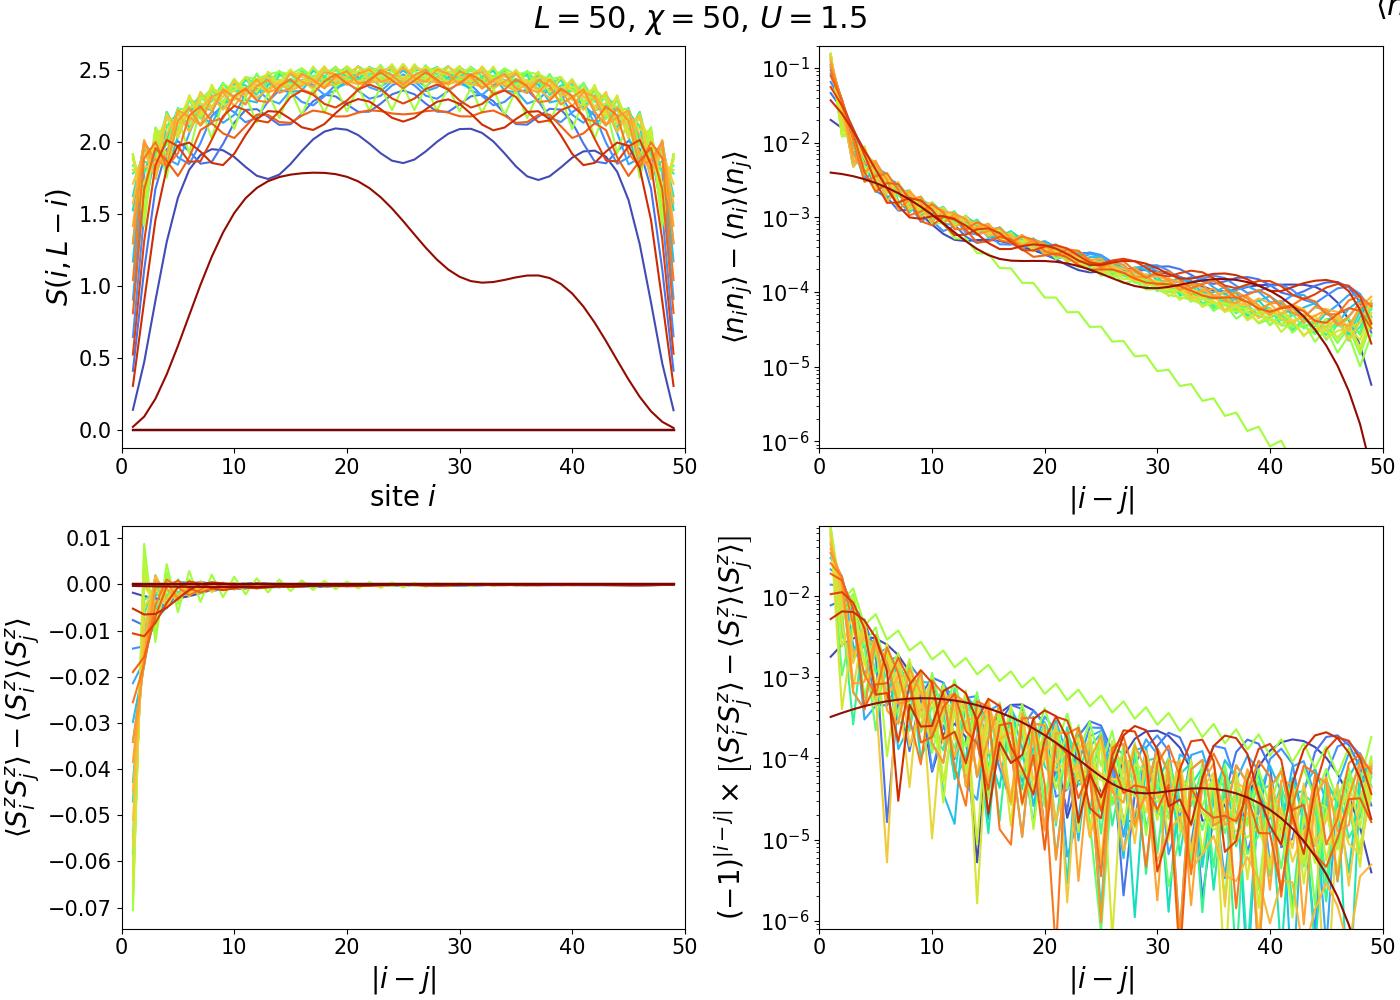 L = 50, χ = 50, U = 1.5
⟨n
S(i, L − i)
2.5
2.0
1.5
1.0
0.5
0.0
0 10 20 30 40 50
site i
⟨n_i n_j⟩ − ⟨n_i⟩⟨n_j⟩
10^−1
10^−2
10^−3
10^−4
10^−5
10^−6
0 10 20 30 40 50
|i − j|
⟨S_i^z S_j^z⟩ − ⟨S_i^z⟩⟨S_j^z⟩
0.01
0.00
−0.01
−0.02
−0.03
−0.04
−0.05
−0.06
−0.07
0 10 20 30 40 50
|i − j|
(−1)^|i−j| × [⟨S_i^z S_j^z⟩ − ⟨S_i^z⟩⟨S_j^z⟩]
10^−2
10^−3
10^−4
10^−5
10^−6
0 10 20 30 40 50
|i − j|